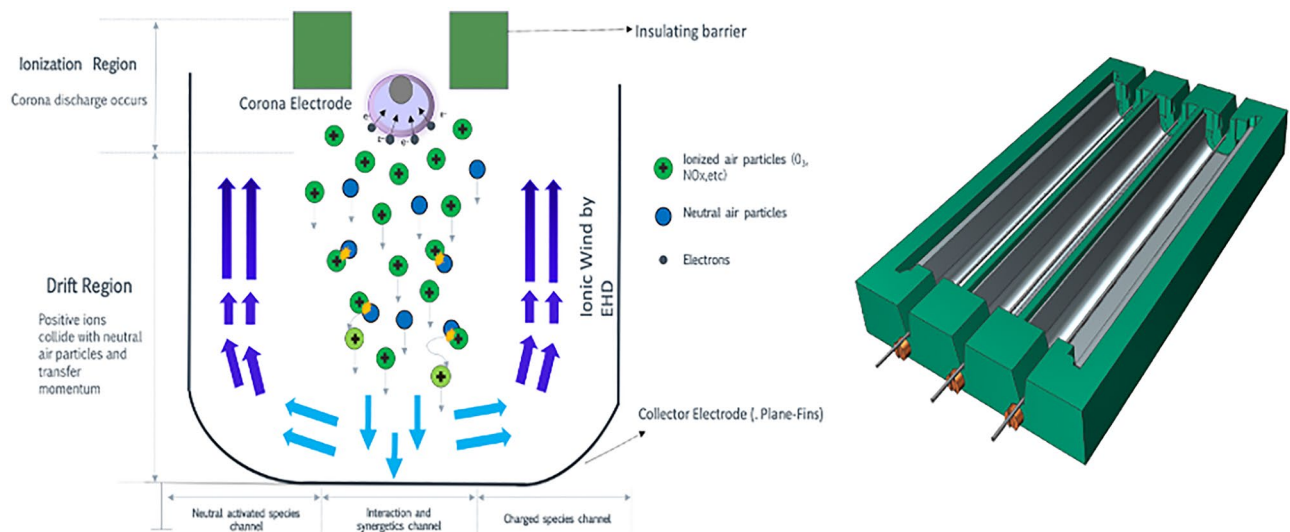 Insulating barrier
Ionization Region
Corona discharge occurs
Corona Electrode
e-
e-
e-
e-
Ionized air particles (O3,
NOx,etc)
Neutral air particles
Electrons
Ionic Wind by
EHD
Drift Region
Positive ions
collide with neutral
air particles and
transfer
momentum
Collector Electrode (. Plane-Fins)
Neutral activated species
channel
Interaction and
synergetics channel
Charged species channel